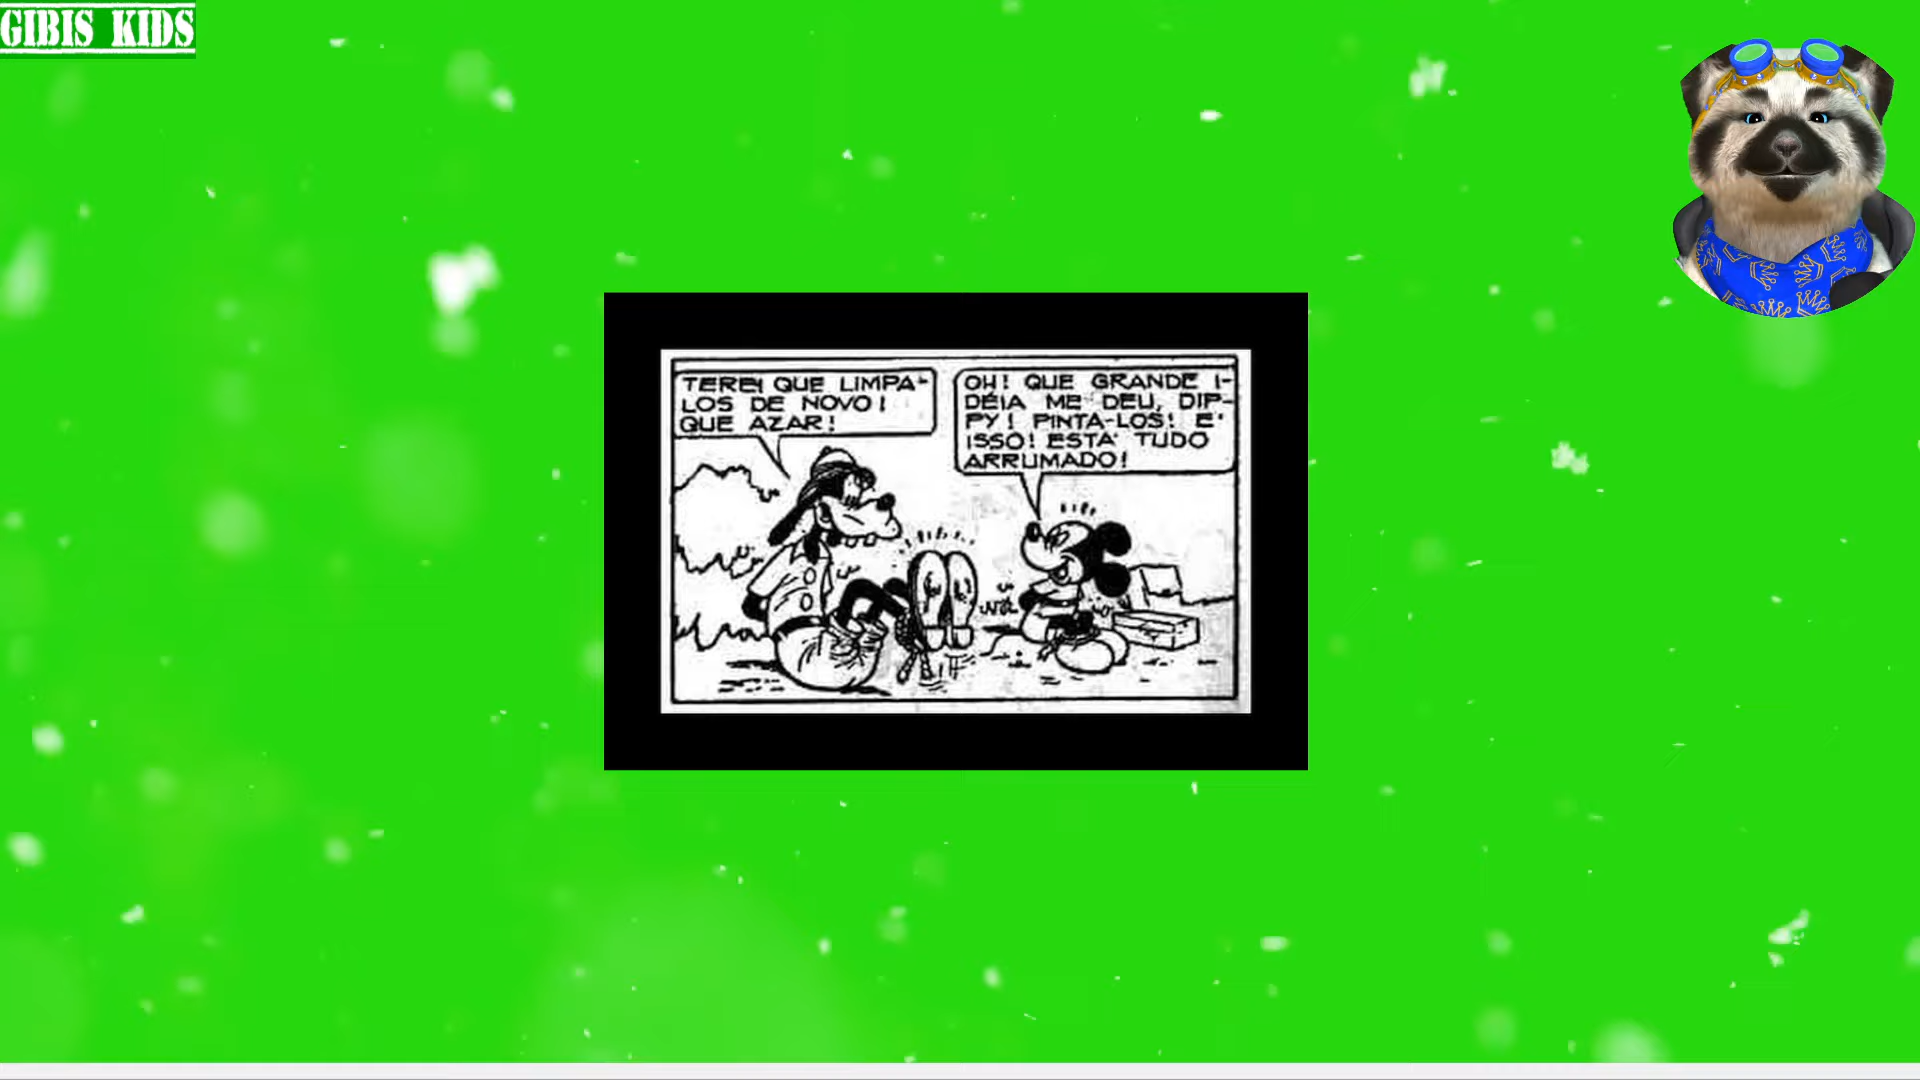 GIBIS KIDS
TEREI QUE LIMPA-
LOS DE NOVO!
QUE AZAR!
OH! QUE GRANDE I-
DÉIA ME DEU, DIP-
PY! PINTA-LOS! E'
ISSO! ESTA' TUDO
ARRUMADO!